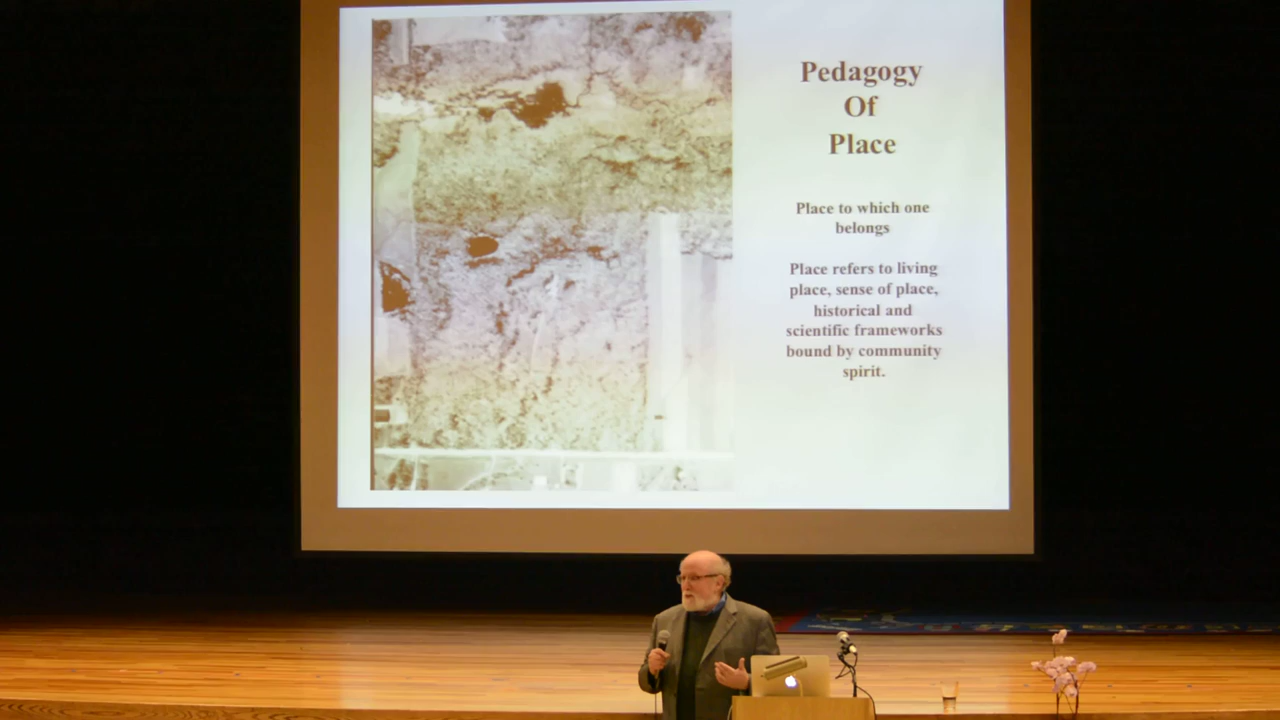 Pedagogy
Of
Place
Place to which one
belongs
Place refers to living
place, sense of place,
historical and
scientific frameworks
bound by community
spirit.